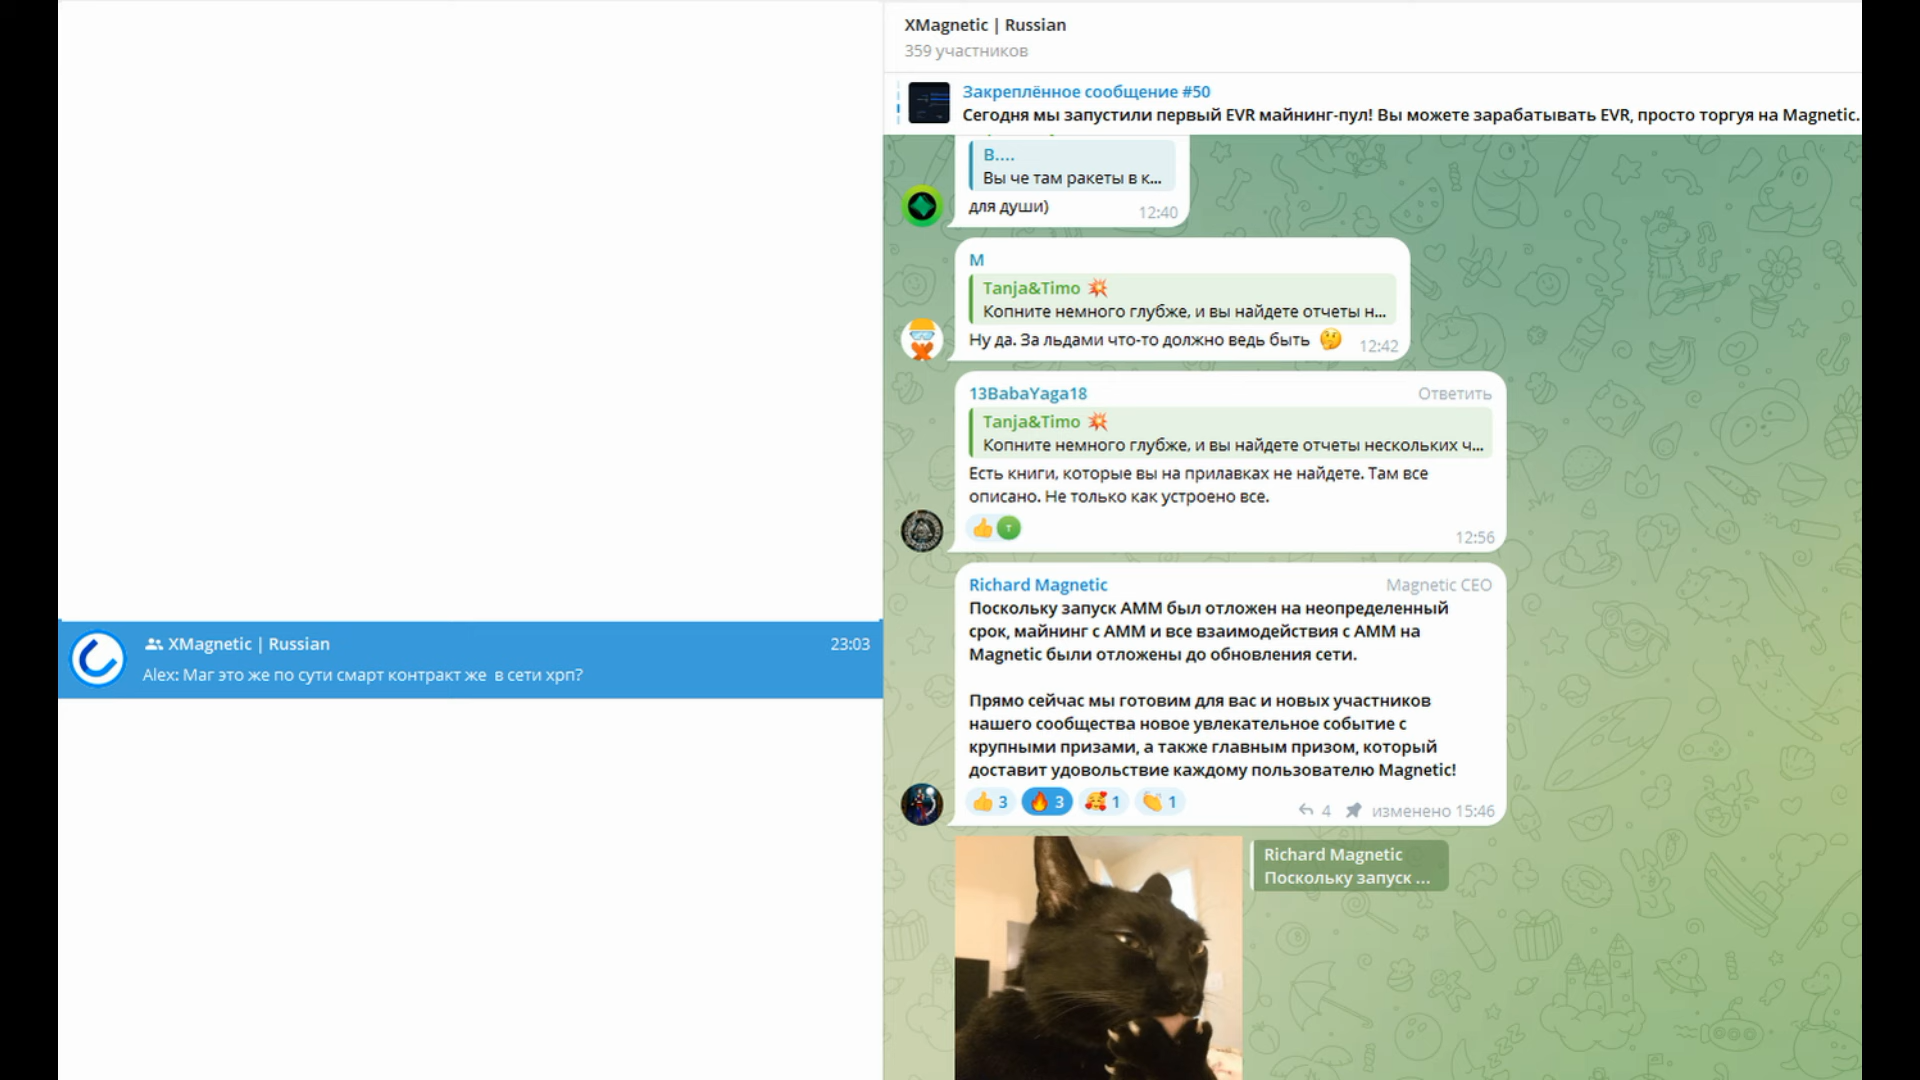 XMagnetic | Russian
359 участников
Закреплённое сообщение #50
Сегодня мы запустили первый EVR майнинг-пул! Вы можете зарабатывать EVR, просто торгуя на Magnetic.
В....
Вы че там ракеты в к...
для души)
12:40
M
Tanja&Timo 💥
Копните немного глубже, и вы найдете отчеты н...
Ну да. За льдами что-то должно ведь быть 🤔
12:42
13BabaYaga18
Ответить
Tanja&Timo 💥
Копните немного глубже, и вы найдете отчеты нескольких ч...
Есть книги, которые вы на прилавках не найдете. Там все
описано. Не только как устроено все.
12:56
Richard Magnetic
Magnetic CEO
Поскольку запуск АММ был отложен на неопределенный
срок, майнинг с АММ и все взаимодействия с АММ на
Magnetic были отложены до обновления сети.
Прямо сейчас мы готовим для вас и новых участников
нашего сообщества новое увлекательное событие с
крупными призами, а также главным призом, который
доставит удовольствие каждому пользователю Magnetic!
👍 3 🔥 3 🥰 1 👏 1
4 изменено 15:46
Richard Magnetic
Поскольку запуск ...
XMagnetic | Russian
23:03
Alex: Маг это же по сути смарт контракт же в сети хрп?